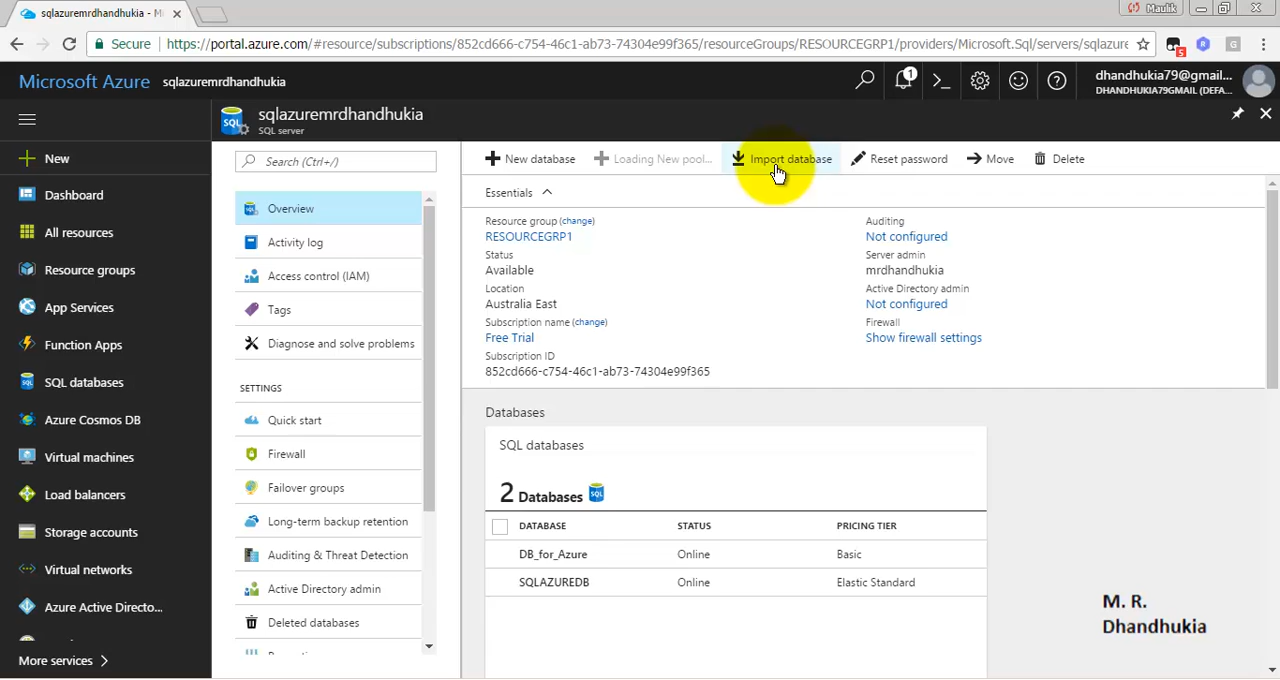 sqlazuremrdhandhukia - Mi
Maulik
Secure
https://portal.azure.com/#resource/subscriptions/852cd666-c754-46c1-ab73-74304e99f365/resourceGroups/RESOURCEGRP1/providers/Microsoft.Sql/servers/sqlazure
5
R
G
Microsoft Azure sqlazuremrdhandhukia
1
dhandhukia79@gmail....
DHANDHUKIA79GMAIL (DEFA...
SQL
sqlazuremrdhandhukia
SQL server
New
Dashboard
All resources
Resource groups
App Services
Function Apps
SQL databases
Azure Cosmos DB
Virtual machines
Load balancers
Storage accounts
Virtual networks
Azure Active Directo...
More services
Search (Ctrl+/)
Overview
Activity log
Access control (IAM)
Tags
Diagnose and solve problems
SETTINGS
Quick start
Firewall
Failover groups
Long-term backup retention
Auditing & Threat Detection
Active Directory admin
Deleted databases
New database
Loading New pool...
Import database
Reset password
Move
Delete
Essentials
Resource group (change)
RESOURCEGRP1
Status
Available
Location
Australia East
Subscription name (change)
Free Trial
Subscription ID
852cd666-c754-46c1-ab73-74304e99f365
Auditing
Not configured
Server admin
mrdhandhukia
Active Directory admin
Not configured
Firewall
Show firewall settings
Databases
SQL databases
2 Databases SQL
DATABASE STATUS PRICING TIER
DB_for_Azure Online Basic
SQLAZUREDB Online Elastic Standard
M. R.
Dhandhukia